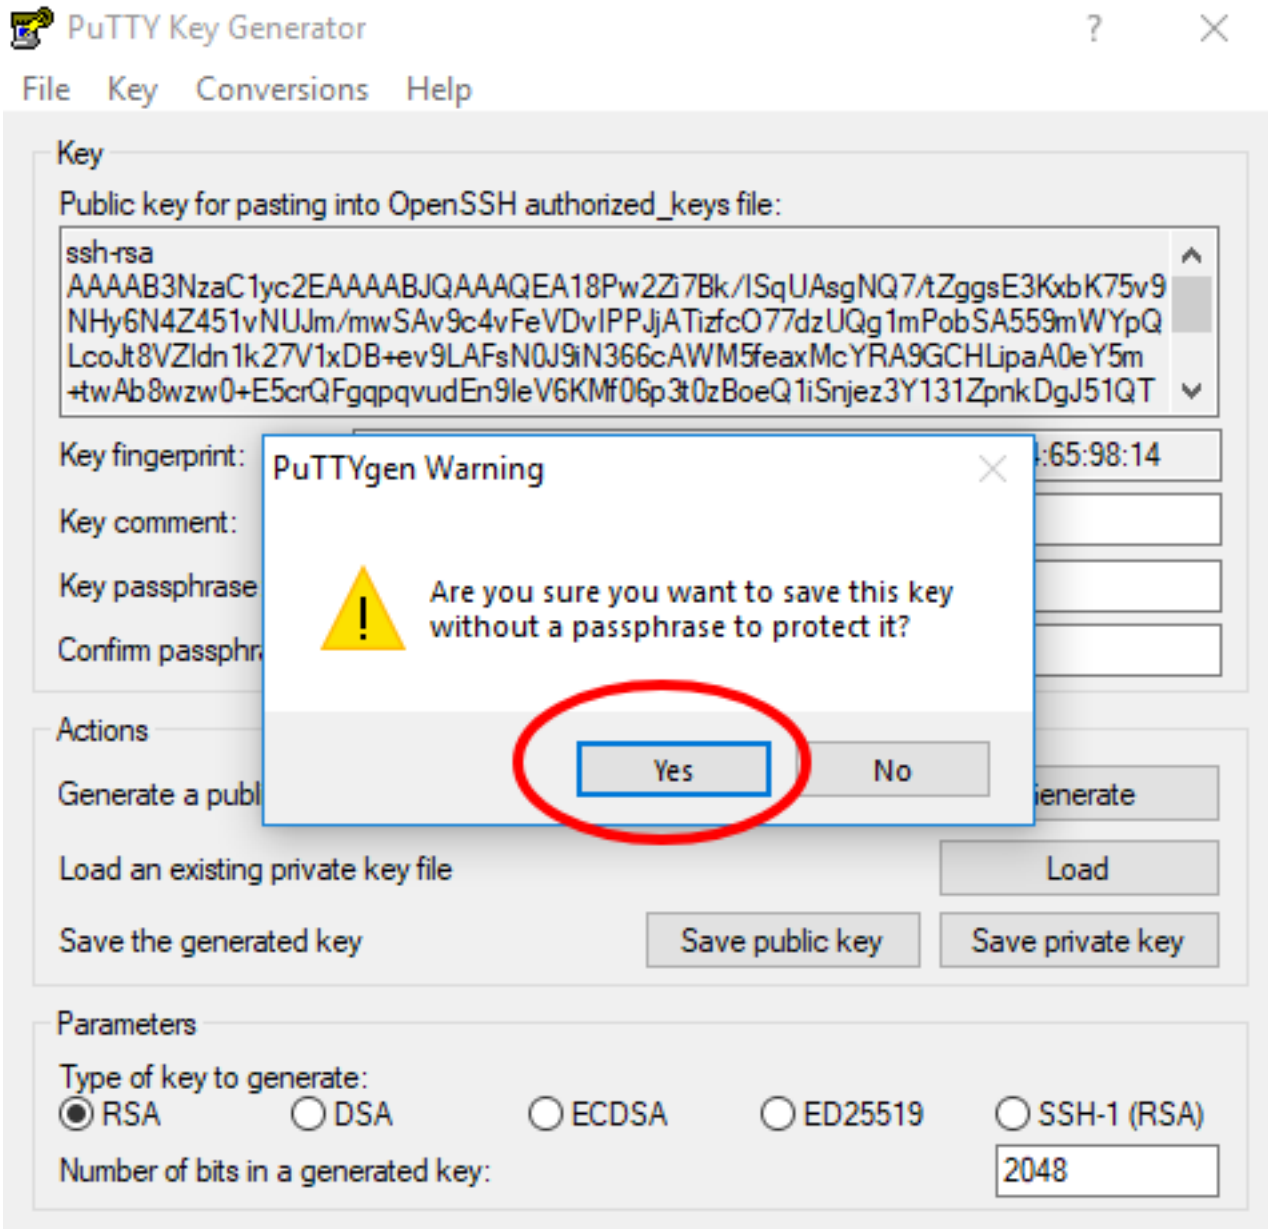 PuTTY Key Generator
?
File Key Conversions Help
Key
Public key for pasting into OpenSSH authorized_keys file:
ssh-rsa
AAAAB3NzaC1yc2EAAAABJQAAAQEA18Pw2Zi7Bk/ISqUAsgNQ7/tZggsE3KxbK75v9
NHy6N4Z451vNUJm/mwSAv9c4vFeVDvIPPJjATizfcO77dzUQg1mPobSA559mWYpQ
LcoJt8VZIdn1k27V1xDB+ev9LAFsN0J9iN366cAWM5feaxMcYRA9GCHLipaA0eY5m
+twAb8wzw0+E5crQFgqpqvudEn9IeV6KMf06p3t0zBoeQ1iSnjez3Y131ZpnkDgJ51QT
Key fingerprint: :65:98:14
Key comment:
Key passphrase
Confirm passphra
PuTTYgen Warning
!
Are you sure you want to save this key
without a passphrase to protect it?
Yes No
Actions
Generate a publ enerate
Load an existing private key file Load
Save the generated key Save public key Save private key
Parameters
Type of key to generate:
RSA DSA ECDSA ED25519 SSH-1 (RSA)
Number of bits in a generated key: 2048